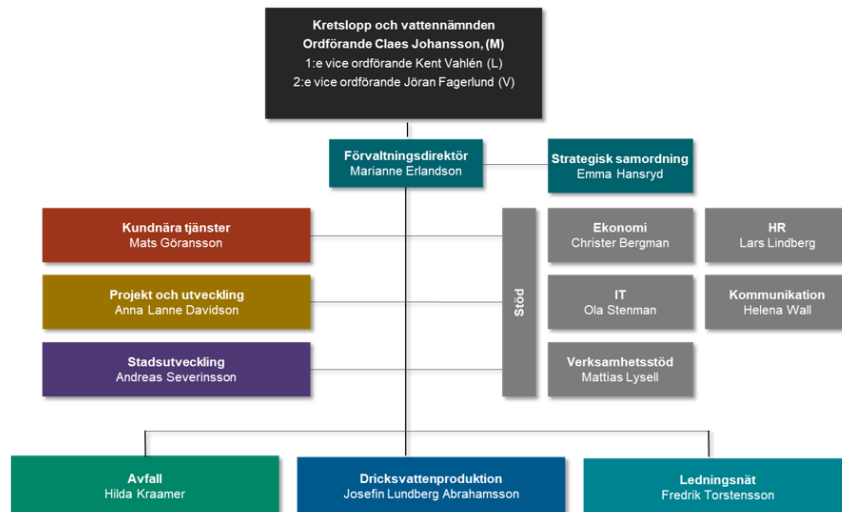 Kretslopp och vattennämnden
Ordförande Claes Johansson, (M)
1:e vice ordförande Kent Vahlén (L)
2:e vice ordförande Jöran Fagerlund (V)
Förvaltningsdirektör
Marianne Erlandson
Strategisk samordning
Emma Hansryd
Kundnära tjänster
Mats Göransson
Projekt och utveckling
Anna Lanne Davidson
Stadsutveckling
Andreas Severinsson
Stöd
Ekonomi
Christer Bergman
HR
Lars Lindberg
IT
Ola Stenman
Kommunikation
Helena Wall
Verksamhetsstöd
Mattias Lysell
Avfall
Hilda Kraamer
Dricksvattenproduktion
Josefin Lundberg Abrahamsson
Ledningsnät
Fredrik Torstensson